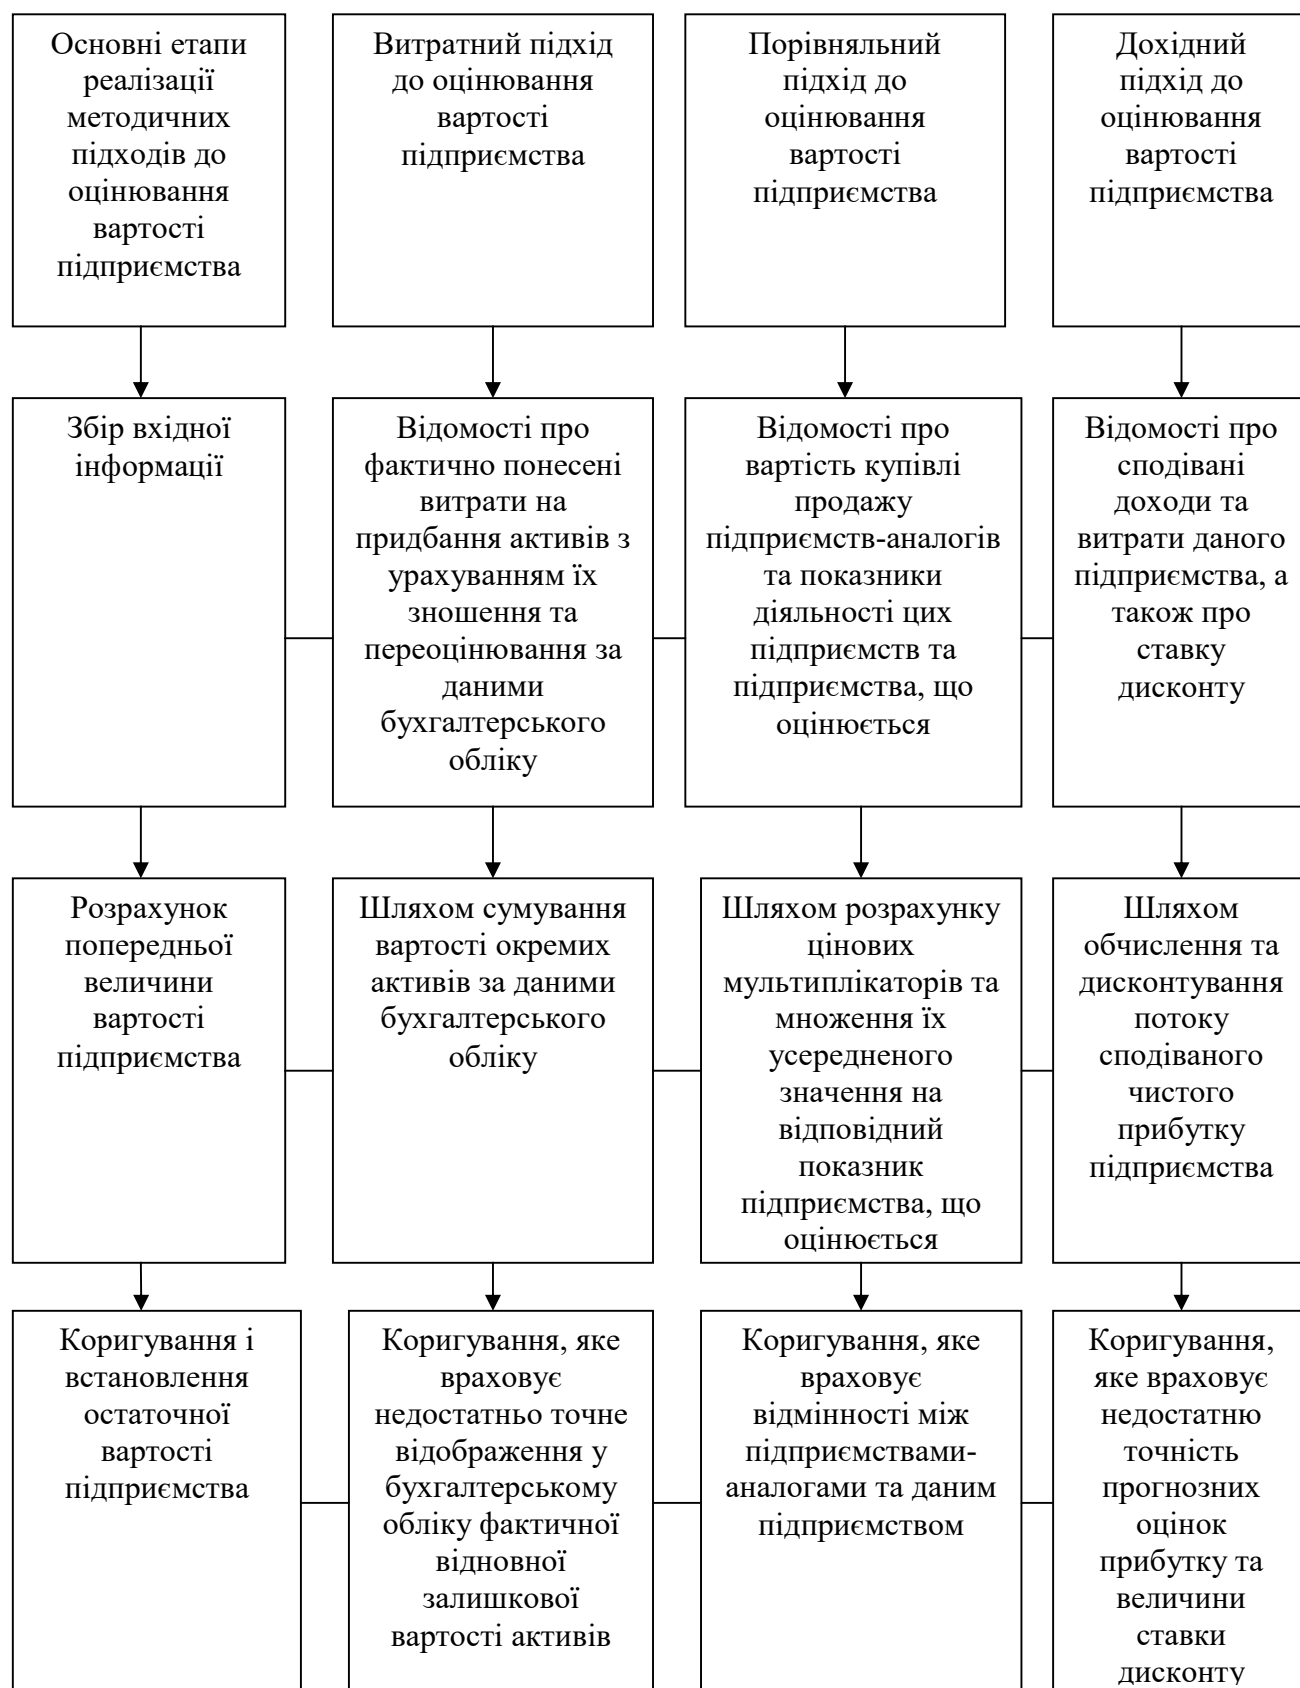 Основні етапи
реалізації
методичних
підходів до
оцінювання
вартості
підприємства
Витратний підхід
до оцінювання
вартості
підприємства
Порівняльний
підхід до
оцінювання
вартості
підприємства
Дохідний
підхід до
оцінювання
вартості
підприємства
Збір вхідної
інформації
Відомості про
фактично понесені
витрати на
придбання активів з
урахуванням їх
зношення та
переоцінювання за
даними
бухгалтерського
обліку
Відомості про
вартість купівлі
продажу
підприємств-аналогів
та показники
діяльності цих
підприємств та
підприємства, що
оцінюється
Відомості про
сподівані
доходи та
витрати даного
підприємства, а
також про
ставку
дисконту
Розрахунок
попередньої
величини
вартості
підприємства
Шляхом сумування
вартості окремих
активів за даними
бухгалтерського
обліку
Шляхом розрахунку
цінових
мультиплікаторів та
множення їх
усередненого
значення на
відповідний
показник
підприємства, що
оцінюється
Шляхом
обчислення та
дисконтування
потоку
сподіваного
чистого
прибутку
підприємства
Коригування і
встановлення
остаточної
вартості
підприємства
Коригування, яке
враховує
недостатньо точне
відображення у
бухгалтерському
обліку фактичної
відновної
залишкової
вартості активів
Коригування, яке
враховує
відмінності між
підприємствами-
аналогами та даним
підприємством
Коригування,
яке враховує
недостатню
точність
прогнозних
оцінок
прибутку та
величини
ставки
дисконту